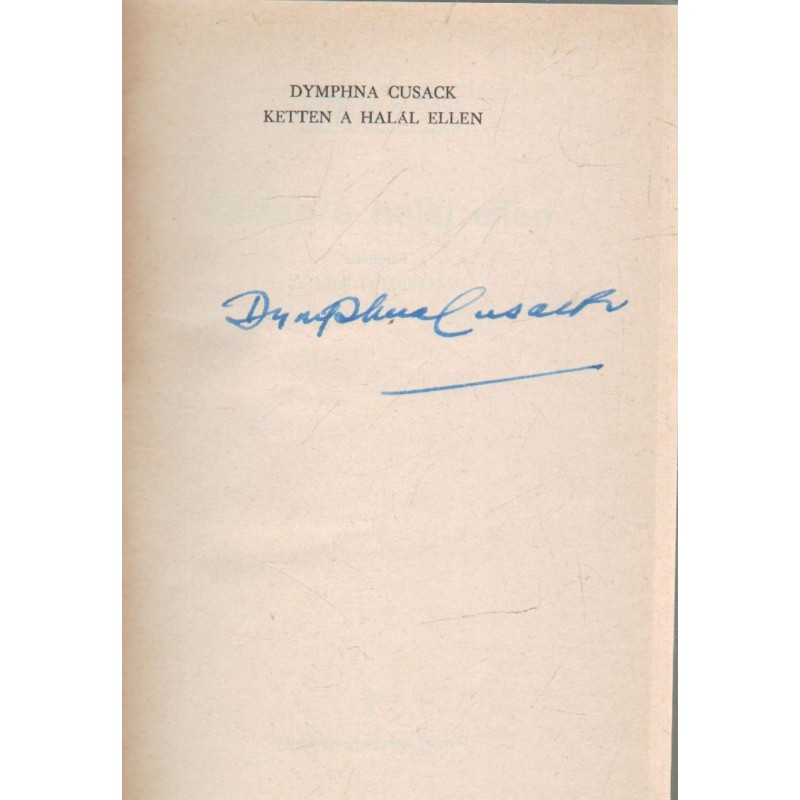 DYMPHNA CUSACK
KETTEN A HALÁL ELLEN
Dymphna Cusack